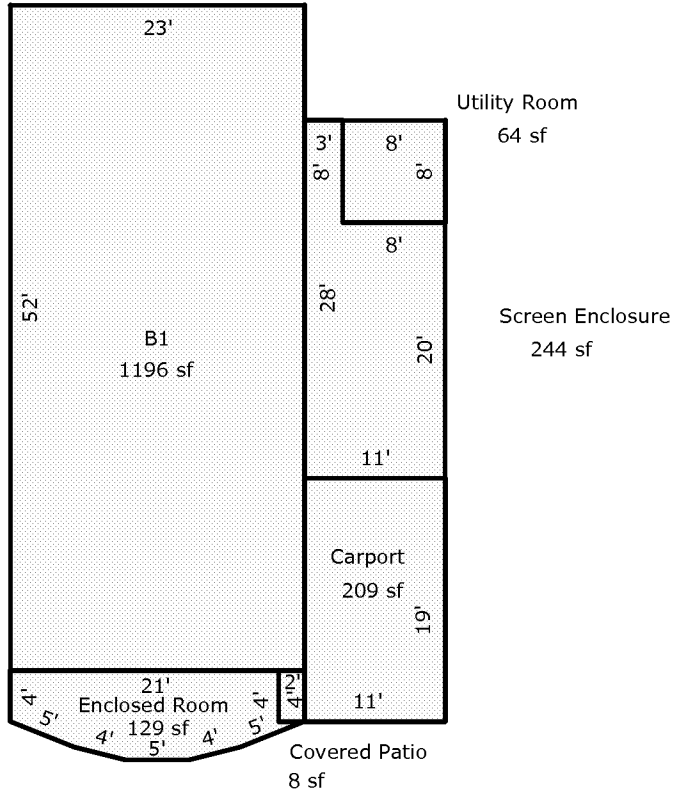 23'
Utility Room
64 sf
3'
8'
8'
8'
8'
52'
28'
20'
Screen Enclosure
244 sf
B1
1196 sf
11'
Carport
209 sf
19'
21'
2'
4'
Enclosed Room
4'
4'
11'
129 sf
5'
4'
5'
4'
5'
Covered Patio
8 sf